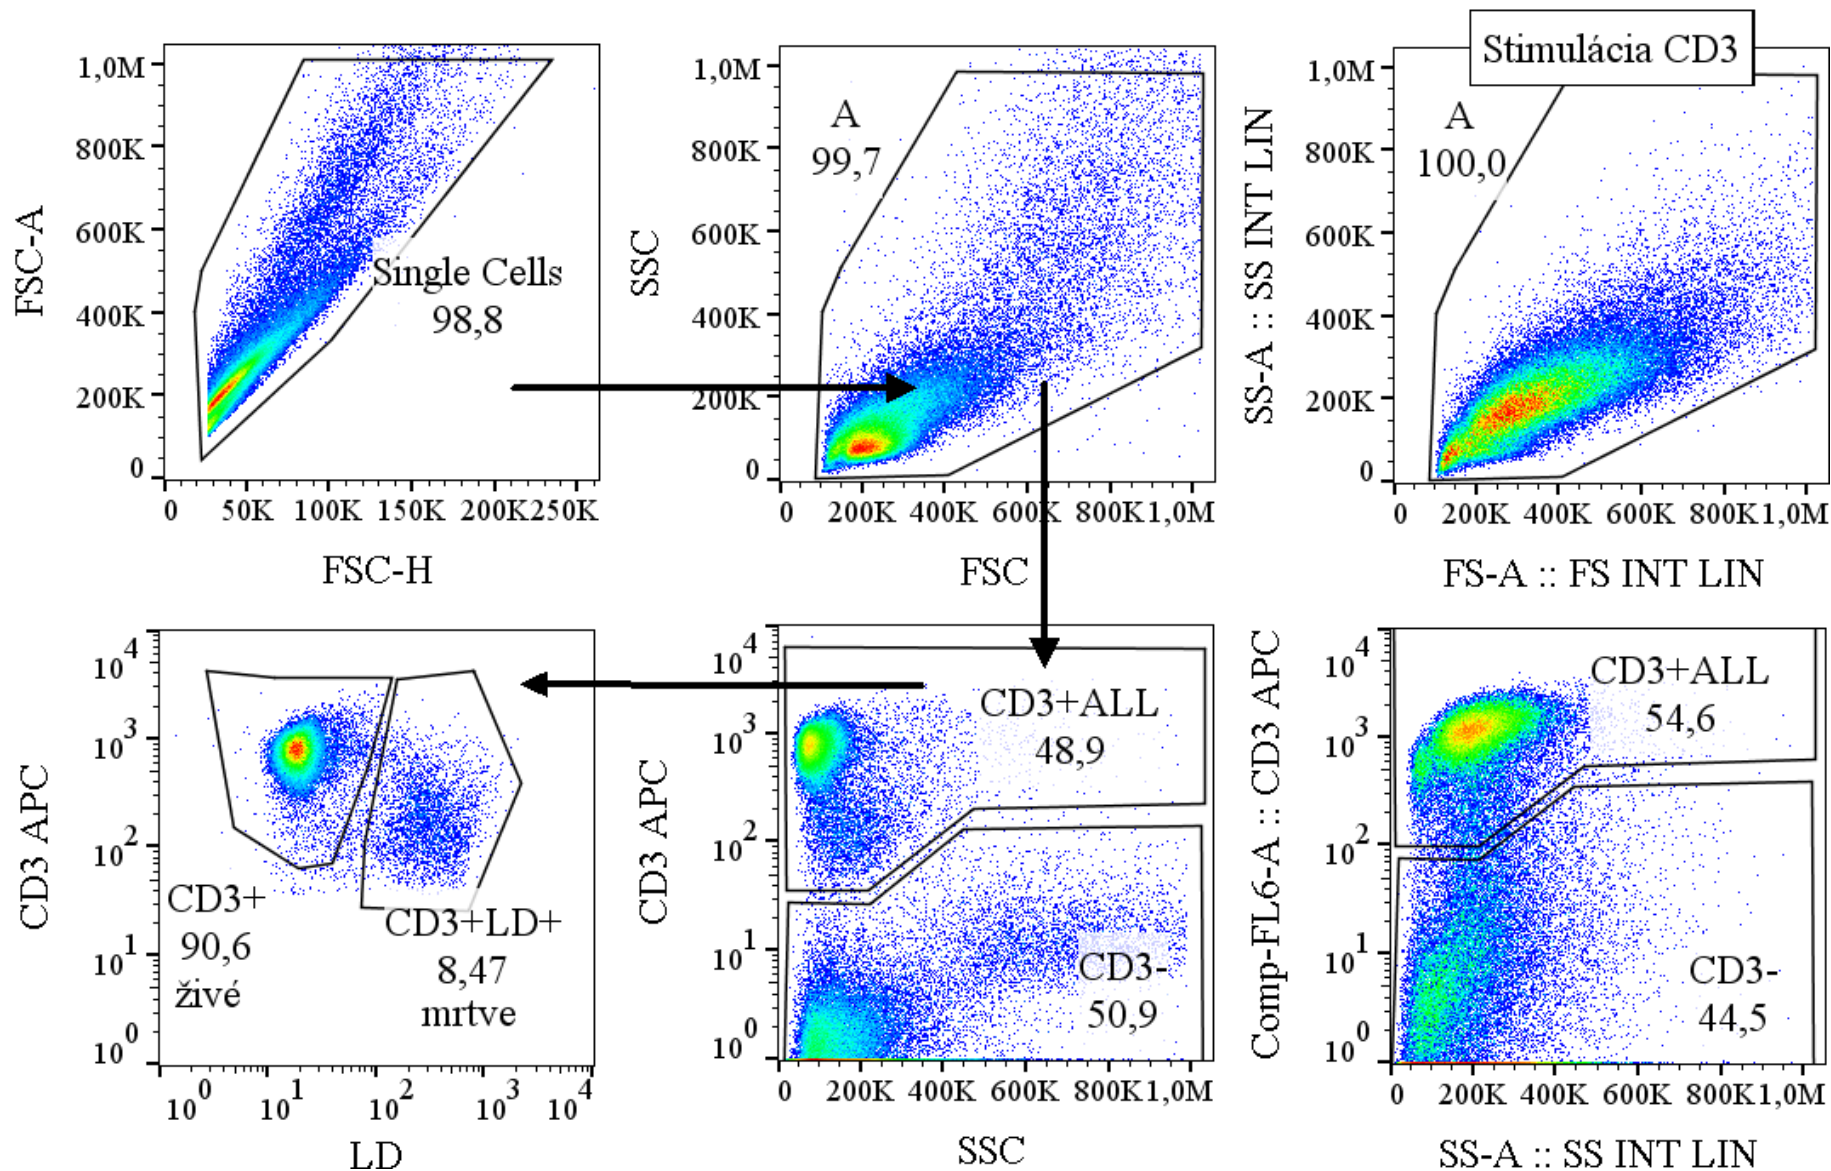 Stimulácia CD3
1,0M
800K
600K
400K
200K
0
FSC-A
Single Cells
98,8
0 50K 100K 150K 200K 250K
FSC-H
1,0M
800K
600K
400K
200K
0
SSC
A
99,7
0 200K 400K 600K 800K 1,0M
FSC
1,0M
800K
600K
400K
200K
0
SS-A :: SS INT LIN
A
100,0
0 200K 400K 600K 800K 1,0M
FS-A :: FS INT LIN
10^4
10^3
10^2
10^1
10^0
CD3 APC
CD3+
90,6
živé
CD3+LD+
8,47
mrtve
10^0 10^0 10^1 10^2 10^3 10^4
LD
10^4
10^3
10^2
10^1
10^0
CD3 APC
CD3+ALL
48,9
CD3-
50,9
0 200K 400K 600K 800K 1,0M
SSC
10^4
10^3
10^2
10^1
10^0
Comp-FL6-A :: CD3 APC
CD3+ALL
54,6
CD3-
44,5
0 200K 400K 600K 800K 1,0M
SS-A :: SS INT LIN